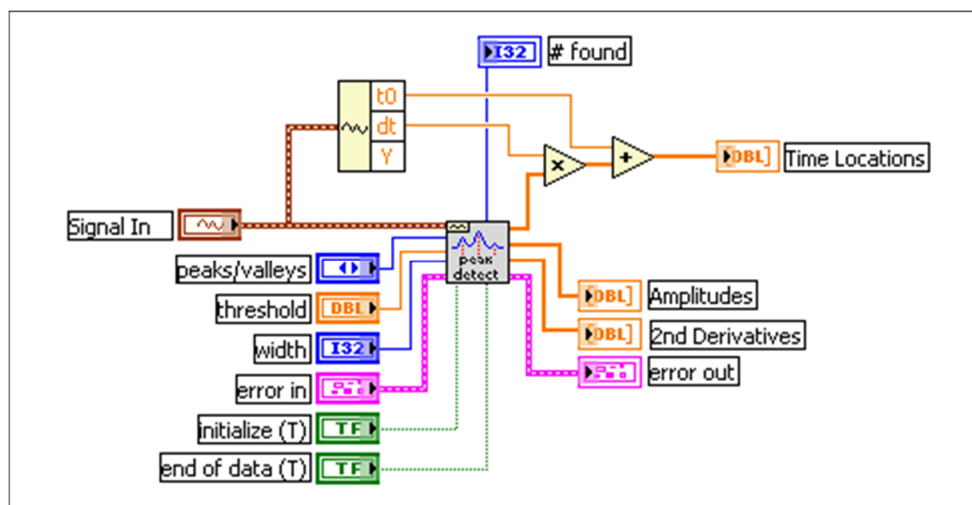 I32 # found
t0
dt
Y
x
+
DBL] Time Locations
Signal In
peak
detect
peaks/valleys
threshold DBL
width I32
error in
initialize (T) TF
end of data (T) TF
DBL] Amplitudes
DBL] 2nd Derivatives
error out